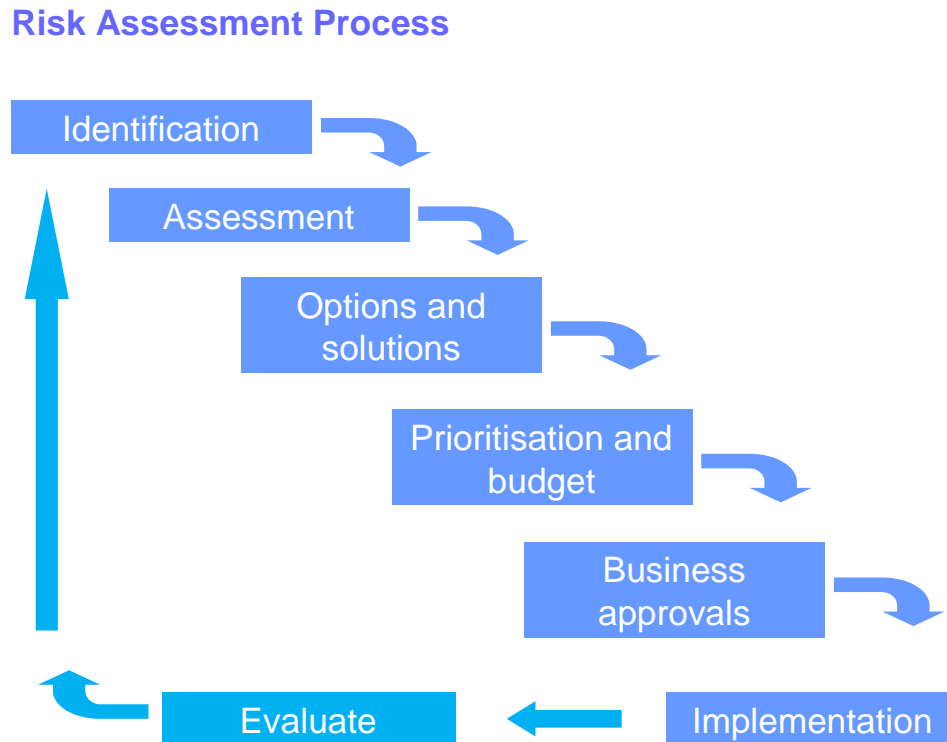 Risk Assessment Process
Identification
Assessment
Options and
solutions
Prioritisation and
budget
Business
approvals
Evaluate
Implementation